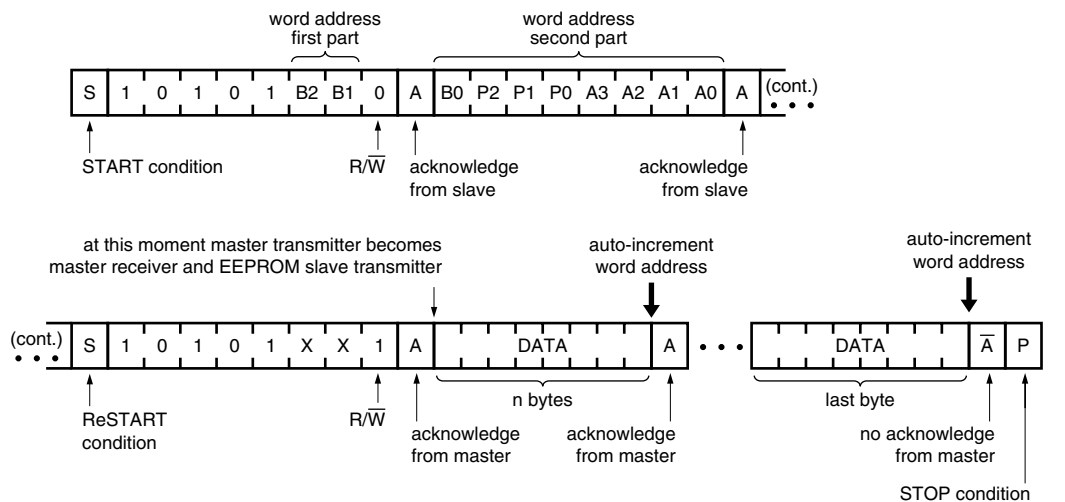 word address
first part
word address
second part
S 1 0 1 0 1 B2 B1 0 A B0 P2 P1 P0 A3 A2 A1 A0 A (cont.)
START condition
R/W̅
acknowledge
from slave
acknowledge
from slave
at this moment master transmitter becomes
master receiver and EEPROM slave transmitter
auto-increment
word address
auto-increment
word address
(cont.) S 1 0 1 0 1 X X 1 A DATA A DATA A̅ P
n bytes
last byte
ReSTART
condition
R/W̅
acknowledge
from master
acknowledge
from master
no acknowledge
from master
STOP condition